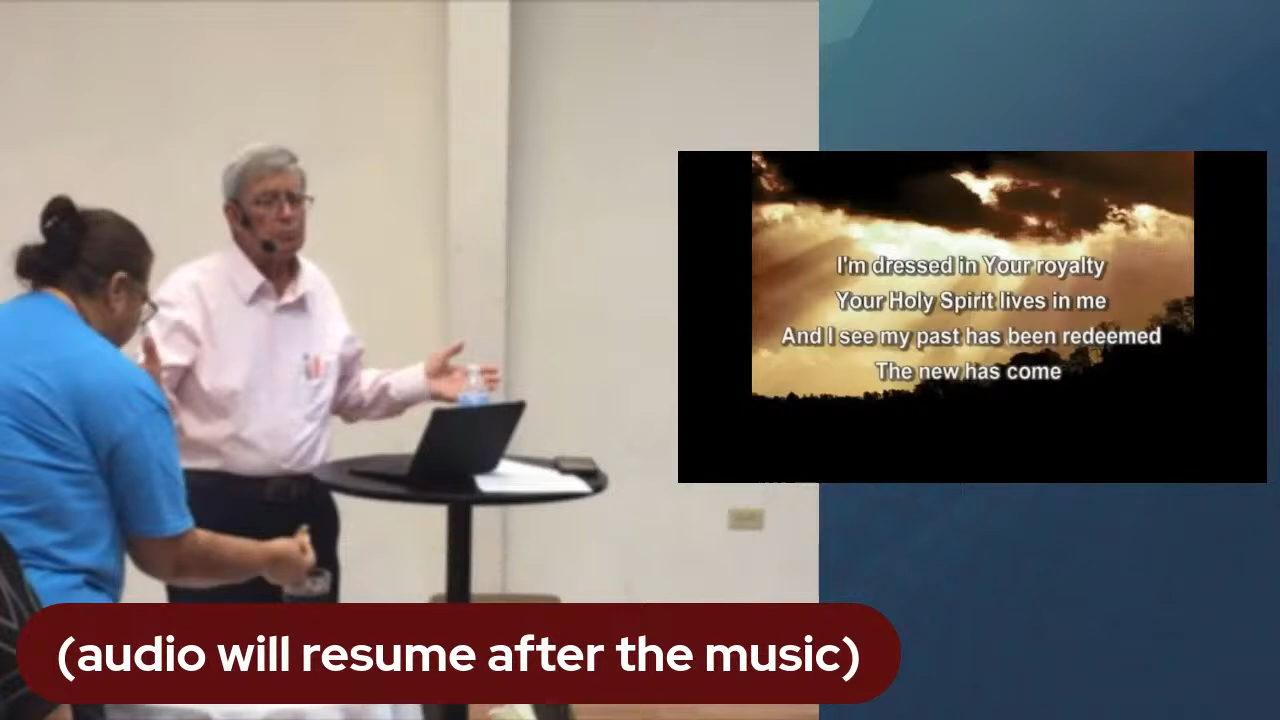 I'm dressed in Your royalty
Your Holy Spirit lives in me
And I see my past has been redeemed
The new has come
(audio will resume after the music)